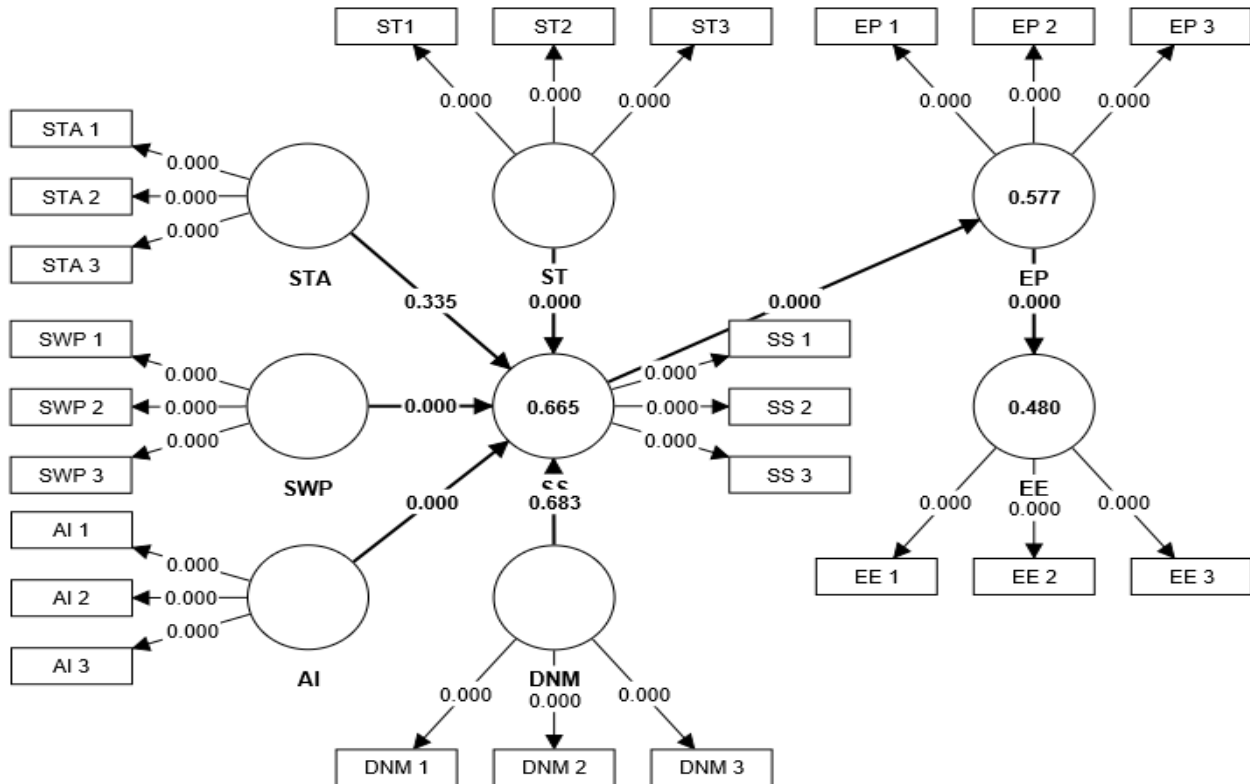 ST1
ST2
ST3
EP 1
EP 2
EP 3
0.000
0.000
0.000
0.000
0.000
0.000
STA 1
STA 2
STA 3
0.000
0.000
0.000
STA
ST
0.577
EP
0.335
0.000
0.000
0.000
SWP 1
SWP 2
SWP 3
0.000
0.000
0.000
SWP
0.000
0.665
SS
SS 1
SS 2
SS 3
0.000
0.000
0.000
0.480
EE
0.000
0.000
0.000
EE 1
EE 2
EE 3
AI 1
AI 2
AI 3
0.000
0.000
0.000
AI
0.000
0.683
DNM
0.000
0.000
0.000
DNM 1
DNM 2
DNM 3